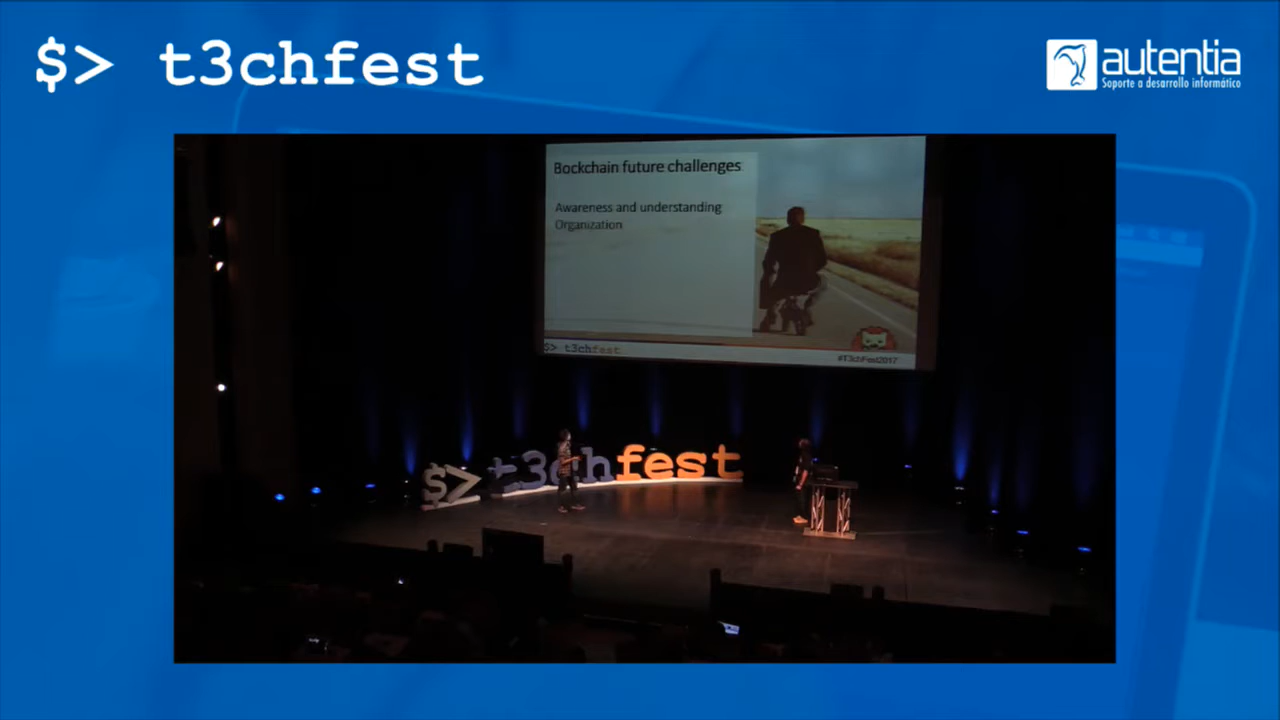 $> t3chfest
autentia
Soporte a desarrollo informático
Bockchain future challenges
Awareness and understanding
Organization
$> t3chfest
#T3chFest2017
$> t3chfest